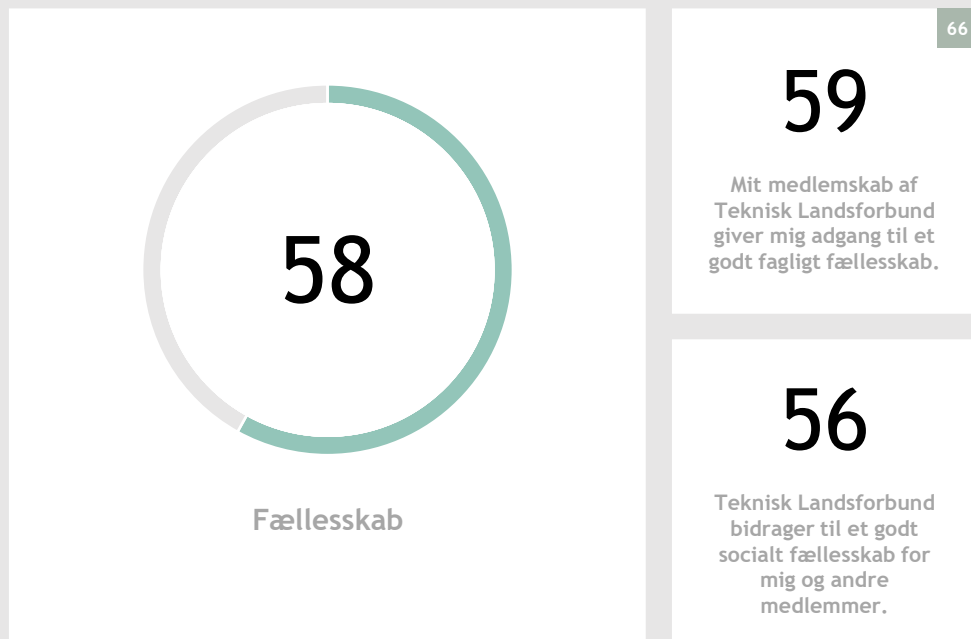 58
Fællesskab
66
59
Mit medlemskab af
Teknisk Landsforbund
giver mig adgang til et
godt fagligt fællesskab.
56
Teknisk Landsforbund
bidrager til et godt
socialt fællesskab for
mig og andre
medlemmer.